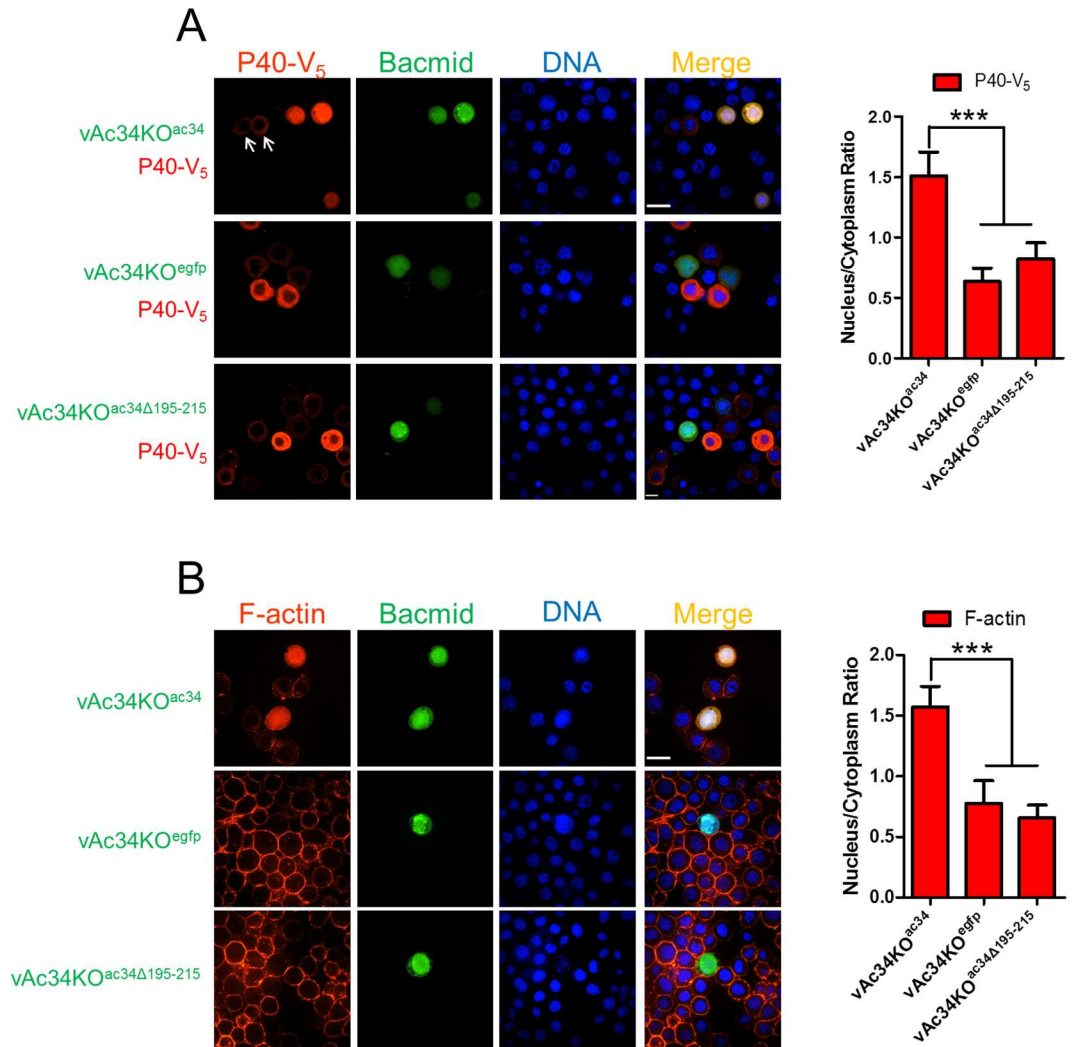 A
P40-V₅ Bacmid DNA Merge
vAc34KOᵃᶜ³⁴
P40-V₅
vAc34KOᵉᵍᶠᵖ
P40-V₅
vAc34KOᵃᶜ³⁴Δ¹⁹⁵⁻²¹⁵
P40-V₅
P40-V₅
***
Nucleus/Cytoplasm Ratio
2.0
1.5
1.0
0.5
0.0
vAc34KOᵃᶜ³⁴
vAc34KOᵉᵍᶠᵖ
vAc34KOᵃᶜ³⁴Δ¹⁹⁵⁻²¹⁵
B
F-actin Bacmid DNA Merge
vAc34KOᵃᶜ³⁴
vAc34KOᵉᵍᶠᵖ
vAc34KOᵃᶜ³⁴Δ¹⁹⁵⁻²¹⁵
F-actin
***
Nucleus/Cytoplasm Ratio
2.0
1.5
1.0
0.5
0.0
vAc34KOᵃᶜ³⁴
vAc34KOᵉᵍᶠᵖ
vAc34KOᵃᶜ³⁴Δ¹⁹⁵⁻²¹⁵